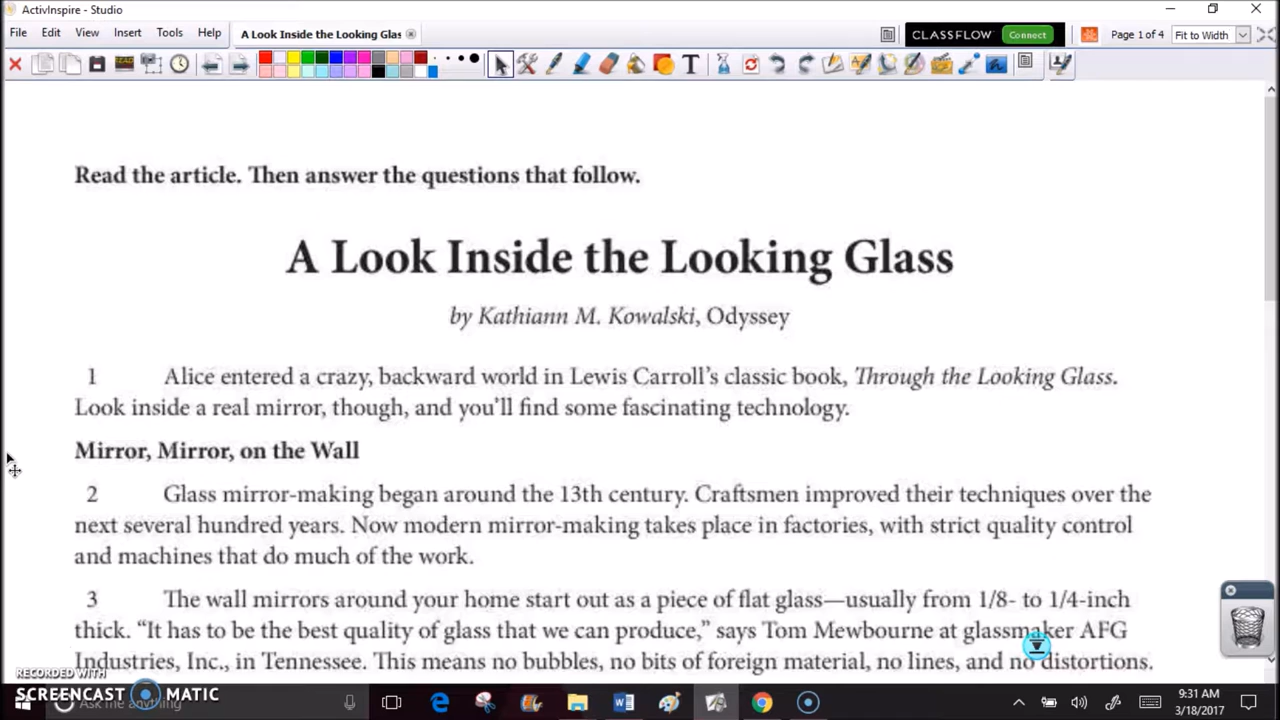 ActivInspire - Studio
File Edit View Insert Tools Help A Look Inside the Looking Glas CLASSFLOW Connect Page 1 of 4 Fit to Width
Read the article. Then answer the questions that follow.
A Look Inside the Looking Glass
by Kathiann M. Kowalski, Odyssey
1 Alice entered a crazy, backward world in Lewis Carroll’s classic book, Through the Looking Glass.
Look inside a real mirror, though, and you’ll find some fascinating technology.
Mirror, Mirror, on the Wall
2 Glass mirror-making began around the 13th century. Craftsmen improved their techniques over the
next several hundred years. Now modern mirror-making takes place in factories, with strict quality control
and machines that do much of the work.
3 The wall mirrors around your home start out as a piece of flat glass—usually from 1/8- to 1/4-inch
thick. “It has to be the best quality of glass that we can produce,” says Tom Mewbourne at glassmaker AFG
Industries, Inc., in Tennessee. This means no bubbles, no bits of foreign material, no lines, and no distortions.
RECORDED WITH
SCREENCAST MATIC
Ask me anything
9:31 AM
3/18/2017